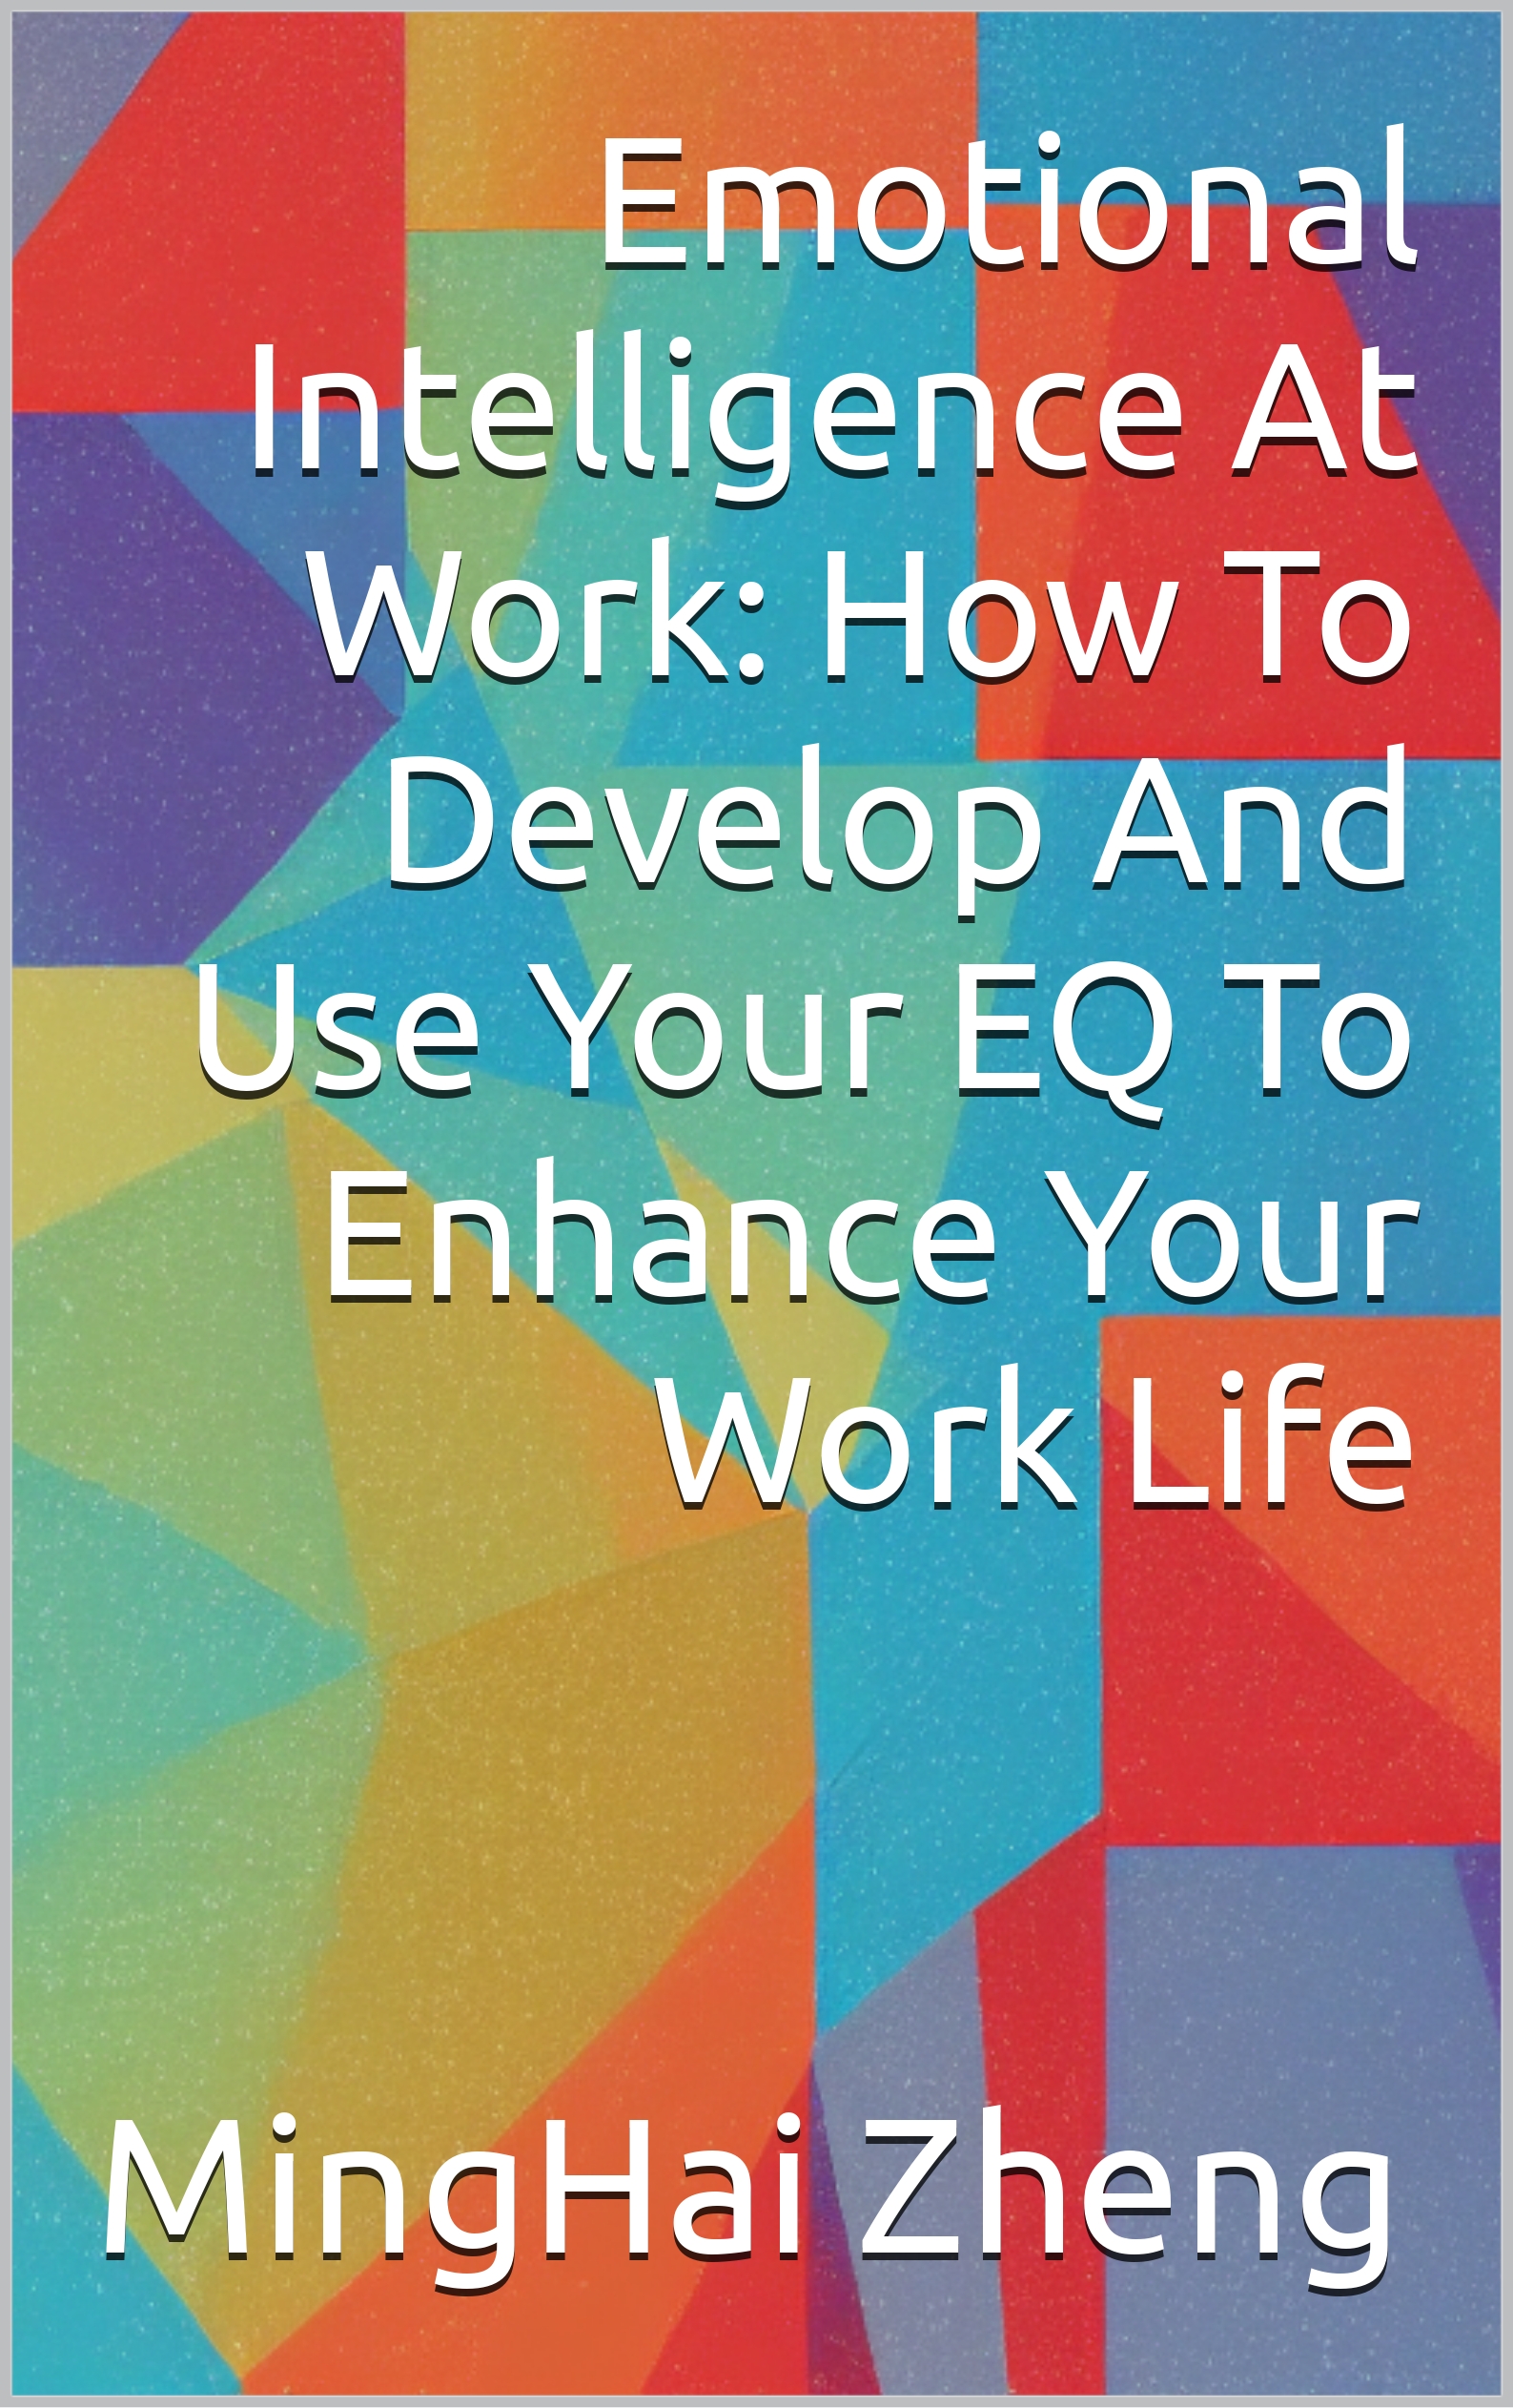 Emotional
Intelligence At
Work: How To
Develop And
Use Your EQ To
Enhance Your
Work Life
MingHai Zheng